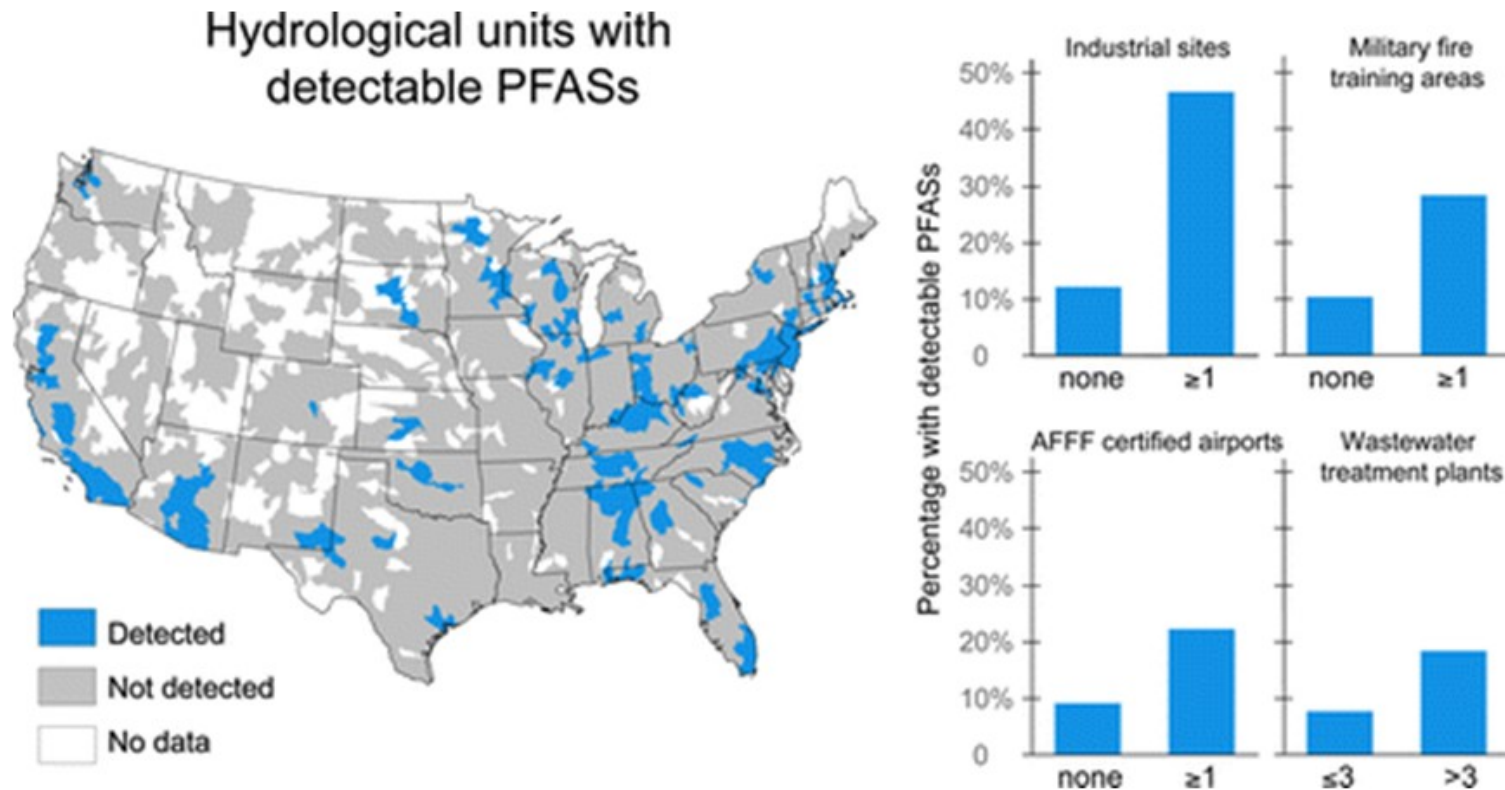 Hydrological units with
detectable PFASs
Detected
Not detected
No data
Percentage with detectable PFASs
Industrial sites
50%
40%
30%
20%
10%
0
none
≥1
Military fire
training areas
none
≥1
AFFF certified airports
50%
40%
30%
20%
10%
0
none
≥1
Wastewater
treatment plants
≤3
>3